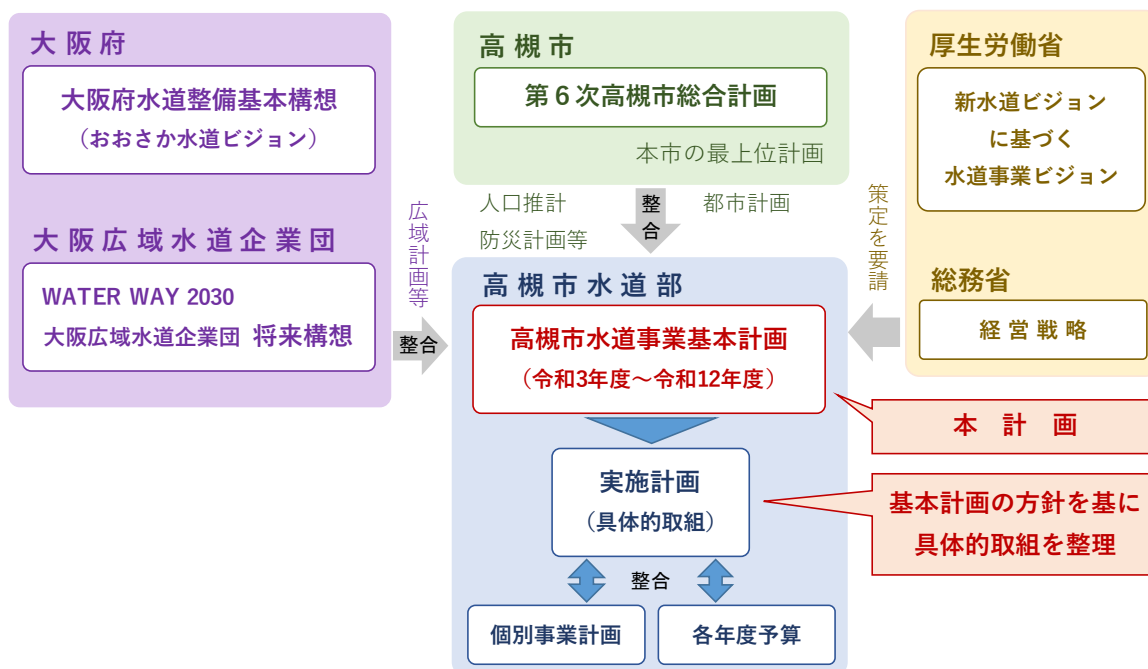 大阪府
大阪府水道整備基本構想
（おおさか水道ビジョン）
大阪広域水道企業団
WATER WAY 2030
大阪広域水道企業団 将来構想
広域計画等
整合
高槻市
第６次高槻市総合計画
本市の最上位計画
人口推計
防災計画等
整合
都市計画
高槻市水道部
高槻市水道事業基本計画
（令和3年度～令和12年度）
実施計画
（具体的取組）
整合
個別事業計画
各年度予算
厚生労働省
新水道ビジョン
に基づく
水道事業ビジョン
策定を要請
総務省
経営戦略
本計画
基本計画の方針を基に
具体的取組を整理